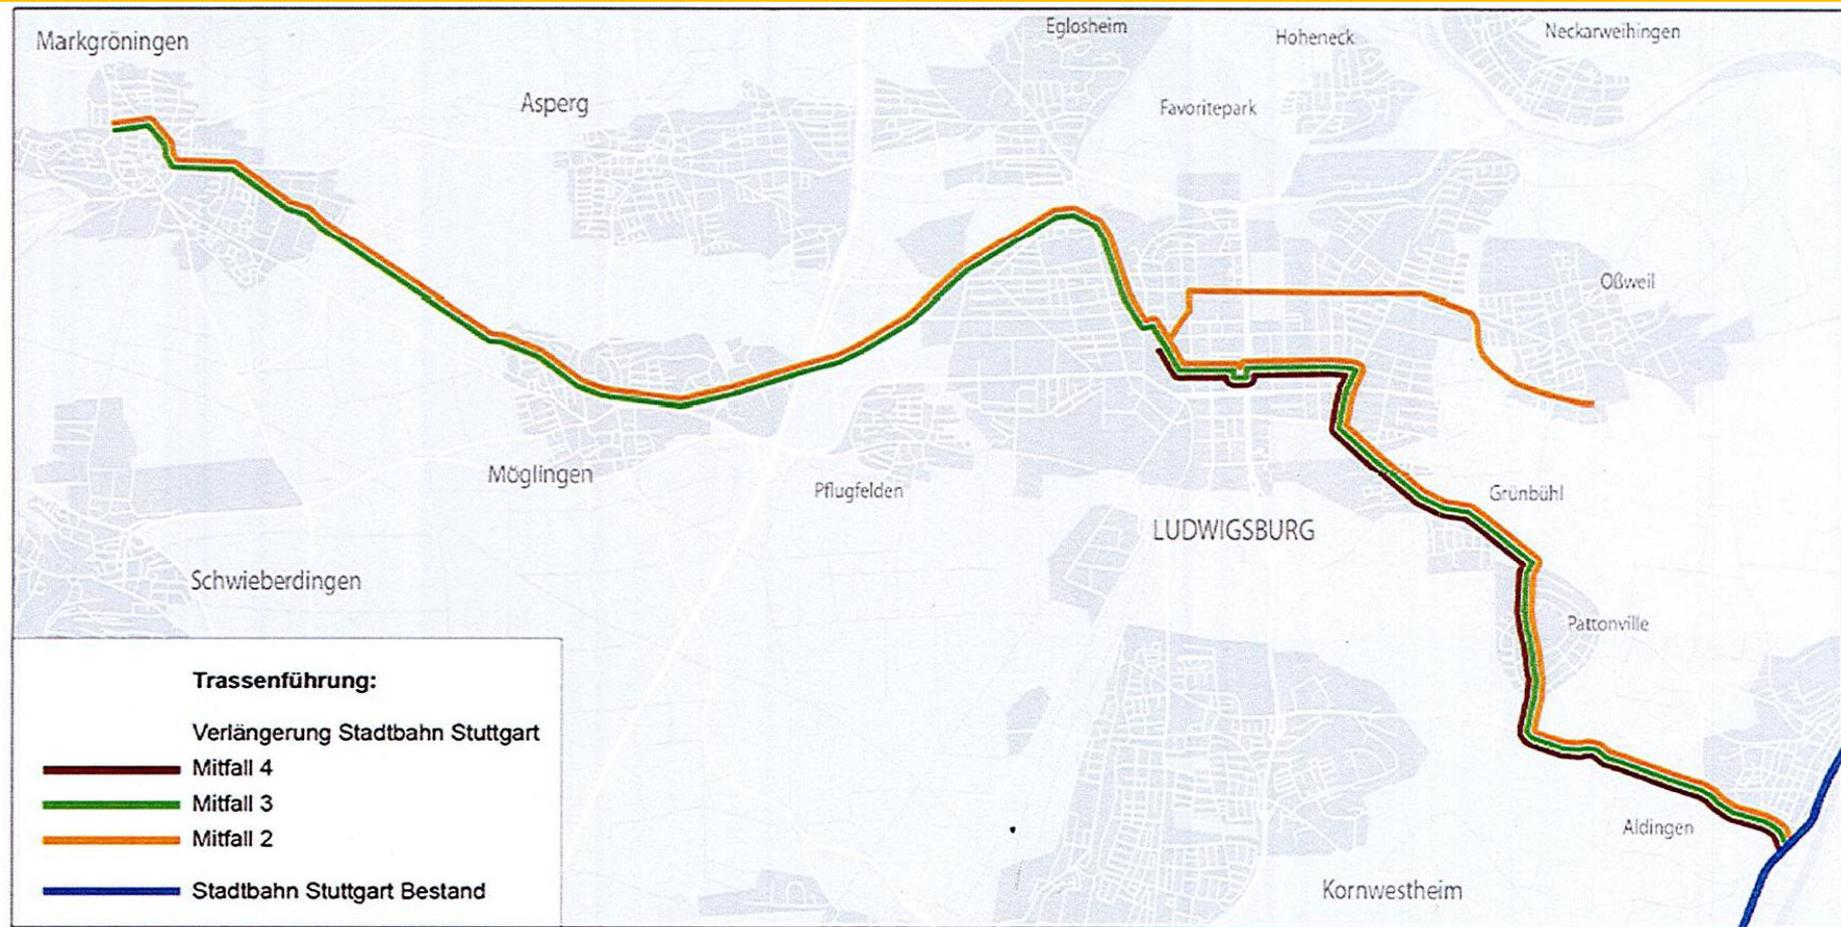 Markgröningen
Eglosheim
Hoheneck
Neckarweihingen
Asperg
Favoritepark
Oßweil
Möglingen
Pflugfelden
Grünbühl
LUDWIGSBURG
Schwieberdingen
Pattonville
Aldingen
Kornwestheim
Trassenführung:
Verlängerung Stadtbahn Stuttgart
Mitfall 4
Mitfall 3
Mitfall 2
Stadtbahn Stuttgart Bestand